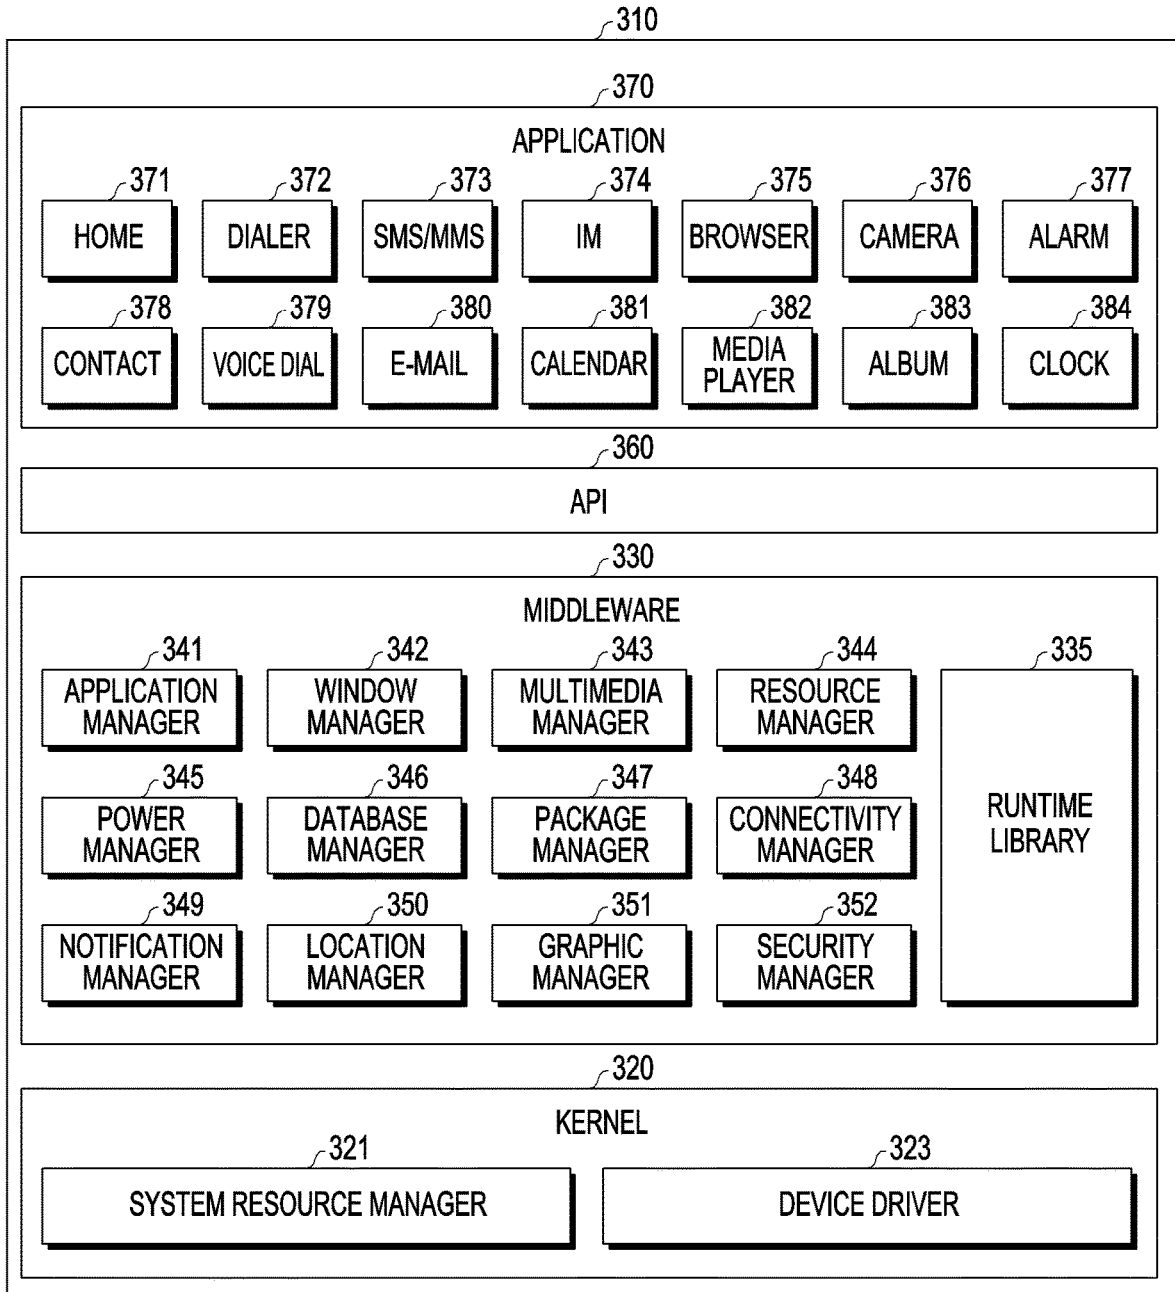 310
370
APPLICATION
371 372 373 374 375 376 377
HOME DIALER SMS/MMS IM BROWSER CAMERA ALARM
378 379 380 381 382 383 384
CONTACT VOICE DIAL E-MAIL CALENDAR MEDIA PLAYER ALBUM CLOCK
360
API
330
MIDDLEWARE
341 342 343 344 335
APPLICATION MANAGER
WINDOW MANAGER
MULTIMEDIA MANAGER
RESOURCE MANAGER
345 346 347 348
POWER MANAGER
DATABASE MANAGER
PACKAGE MANAGER
CONNECTIVITY MANAGER
RUNTIME LIBRARY
349 350 351 352
NOTIFICATION MANAGER
LOCATION MANAGER
GRAPHIC MANAGER
SECURITY MANAGER
320
KERNEL
321 323
SYSTEM RESOURCE MANAGER DEVICE DRIVER